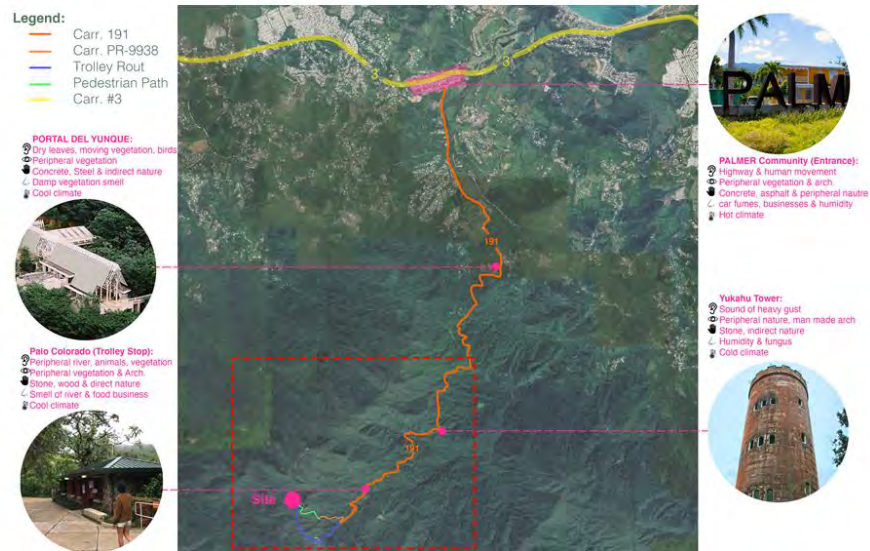 Legend:
Carr. 191
Carr. PR-9938
Trolley Rout
Pedestrian Path
Carr. #3
PORTAL DEL YUNQUE:
Dry leaves, moving vegetation, birds
Peripheral vegetation
Concrete, Steel & indirect nature
Damp vegetation smell
Cool climate
Palo Colorado (Trolley Stop):
Peripheral river, animals, vegetation
Peripheral vegetation & Arch.
Stone, wood & direct nature
Smell of river & food business
Cool climate
3
3
191
191
Site
PALM
PALMER Community (Entrance):
Highway & human movement
Peripheral vegetation & arch.
Concrete, asphalt & peripheral nautre
car fumes, businesses & humidity
Hot climate
Yukahu Tower:
Sound of heavy gust
Peripheral nature, man made arch
Stone, indirect nature
Humidity & fungus
Cold climate